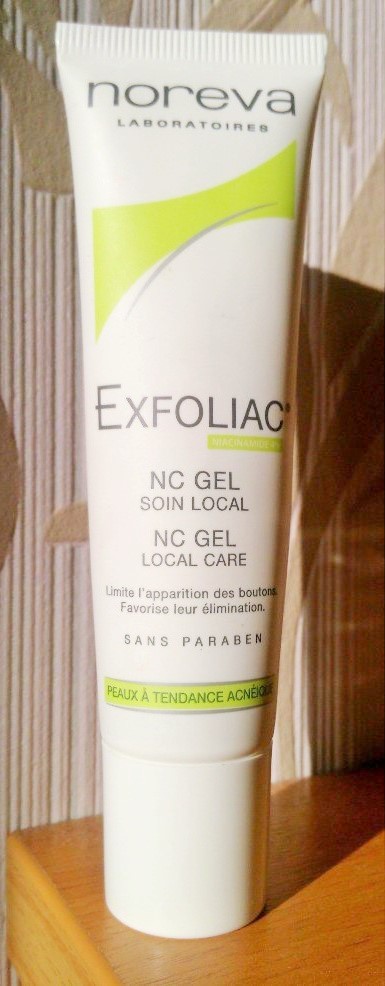 noreva
LABORATOIRES
EXFOLIAC®
NIACINAMIDE
NC GEL
SOIN LOCAL
NC GEL
LOCAL CARE
Limite l'apparition des boutons.
Favorise leur élimination.
SANS PARABEN
PEAUX À TENDANCE ACNÉIQUE